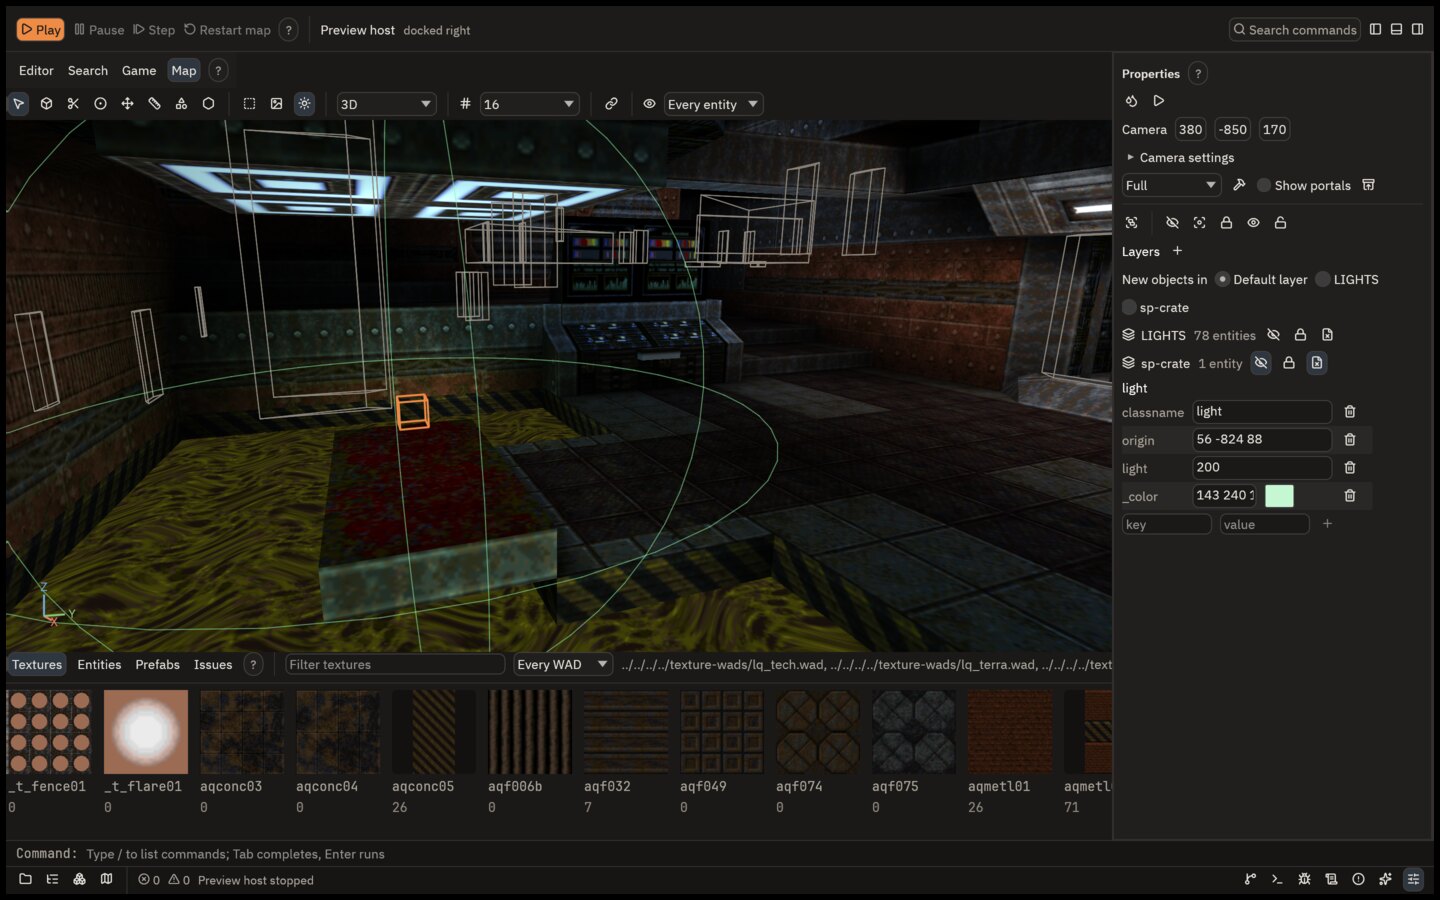 Play Pause Step Restart map ? Preview host docked right Search commands
Editor Search Game Map ?
3D 16 Every entity
Properties ?
Camera 380 -850 170
Camera settings
Full Show portals
Layers +
New objects in Default layer LIGHTS
sp-crate
LIGHTS 78 entities
sp-crate 1 entity
light
classname light
origin 56 -824 88
light 200
_color 143 240
key value +
Z
Y
X
Textures Entities Prefabs Issues ? Filter textures Every WAD ../../../../texture-wads/lq_tech.wad, ../../../../texture-wads/lq_terra.wad, ../../../../text
_t_fence01 _t_flare01 aqconc03 aqconc04 aqconc05 aqf006b aqf032 aqf049 aqf074 aqf075 aqmetl01 aqmetl
0 0 0 0 26 0 7 0 0 0 26 71
Command: Type / to list commands; Tab completes, Enter runs
0 0 Preview host stopped